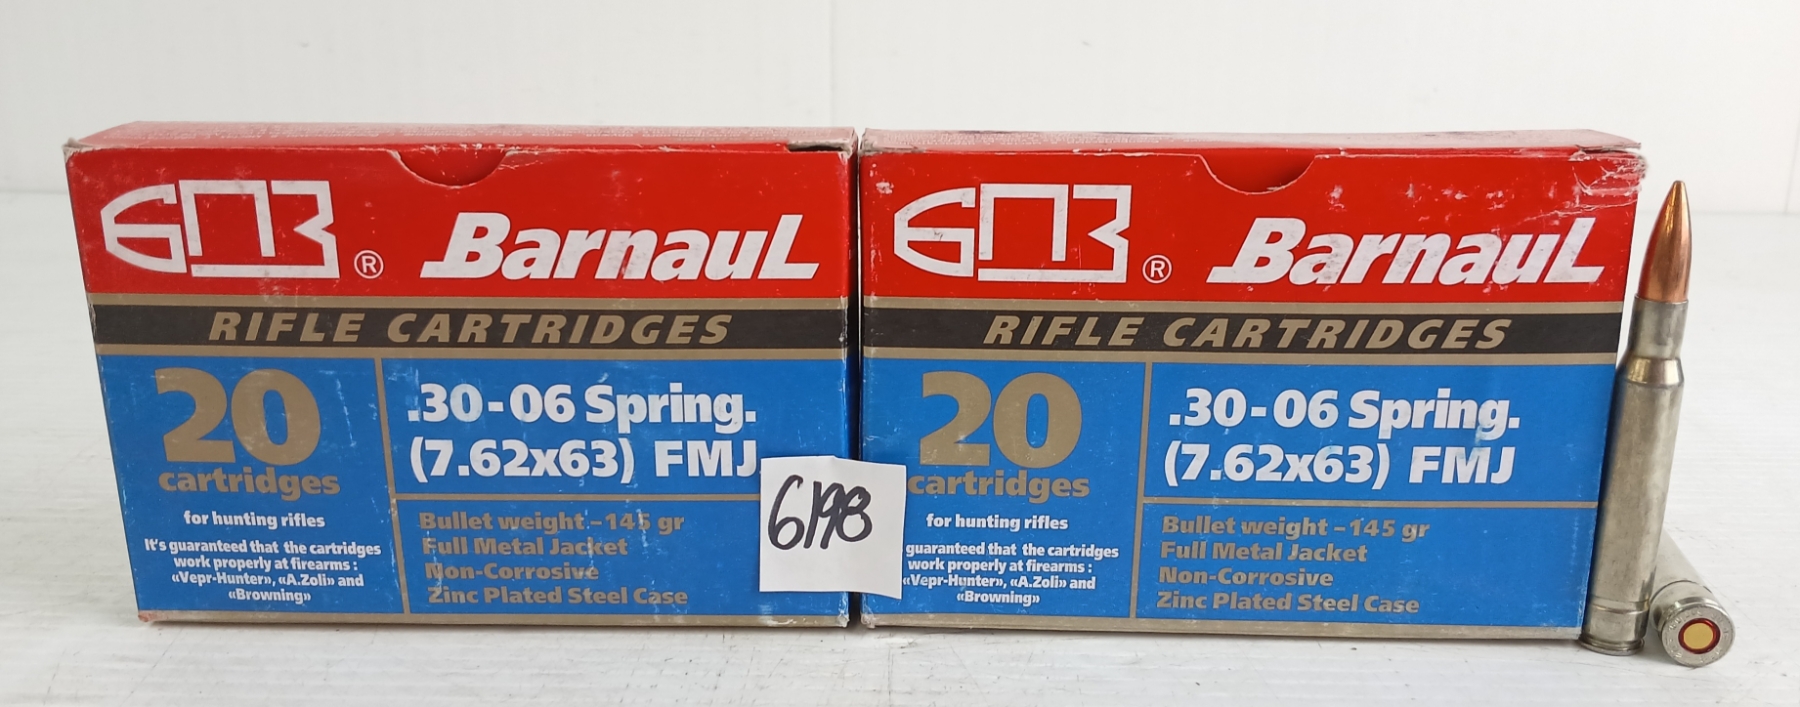 БПЗ ® Barnaul
RIFLE CARTRIDGES
20
cartridges
for hunting rifles
It's guaranteed that the cartridges
work properly at firearms :
«Vepr-Hunter», «A.Zoli» and
«Browning»
.30-06 Spring.
(7.62x63) FMJ
Bullet weight – 145 gr
Full Metal Jacket
Non-Corrosive
Zinc Plated Steel Case
6198
БПЗ ® Barnaul
RIFLE CARTRIDGES
20
cartridges
for hunting rifles
guaranteed that the cartridges
work properly at firearms :
«Vepr-Hunter», «A.Zoli» and
«Browning»
.30-06 Spring.
(7.62x63) FMJ
Bullet weight – 145 gr
Full Metal Jacket
Non-Corrosive
Zinc Plated Steel Case